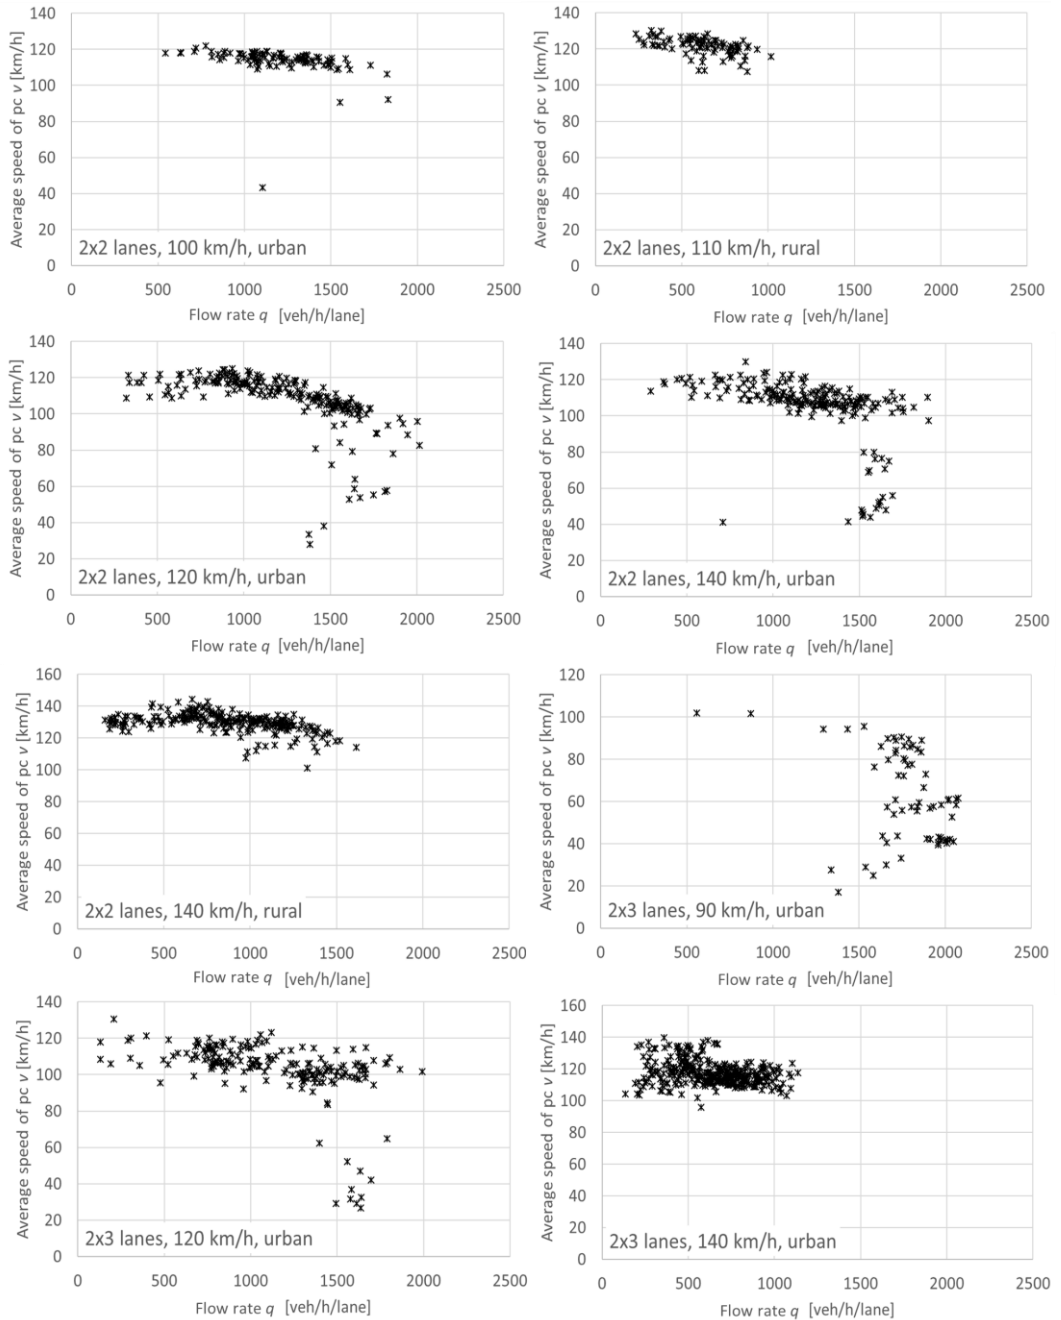 Average speed of pc v [km/h]
140
120
100
80
60
40
20
0
2x2 lanes, 100 km/h, urban
0 500 1000 1500 2000 2500
Flow rate q [veh/h/lane]
Average speed of pc v [km/h]
140
120
100
80
60
40
20
0
2x2 lanes, 110 km/h, rural
0 500 1000 1500 2000 2500
Flow rate q [veh/h/lane]
Average speed of pc v [km/h]
140
120
100
80
60
40
20
0
2x2 lanes, 120 km/h, urban
0 500 1000 1500 2000 2500
Flow rate q [veh/h/lane]
Average speed of pc v [km/h]
140
120
100
80
60
40
20
0
2x2 lanes, 140 km/h, urban
0 500 1000 1500 2000 2500
Flow rate q [veh/h/lane]
Average speed of pc v [km/h]
160
140
120
100
80
60
40
20
0
2x2 lanes, 140 km/h, rural
0 500 1000 1500 2000 2500
Flow rate q [veh/h/lane]
Average speed of pc v [km/h]
120
100
80
60
40
20
0
2x3 lanes, 90 km/h, urban
0 500 1000 1500 2000 2500
Flow rate q [veh/h/lane]
Average speed of pc v [km/h]
140
120
100
80
60
40
20
0
2x3 lanes, 120 km/h, urban
0 500 1000 1500 2000 2500
Flow rate q [veh/h/lane]
Average speed of pc v [km/h]
160
140
120
100
80
60
40
20
0
2x3 lanes, 140 km/h, urban
0 500 1000 1500 2000 2500
Flow rate q [veh/h/lane]